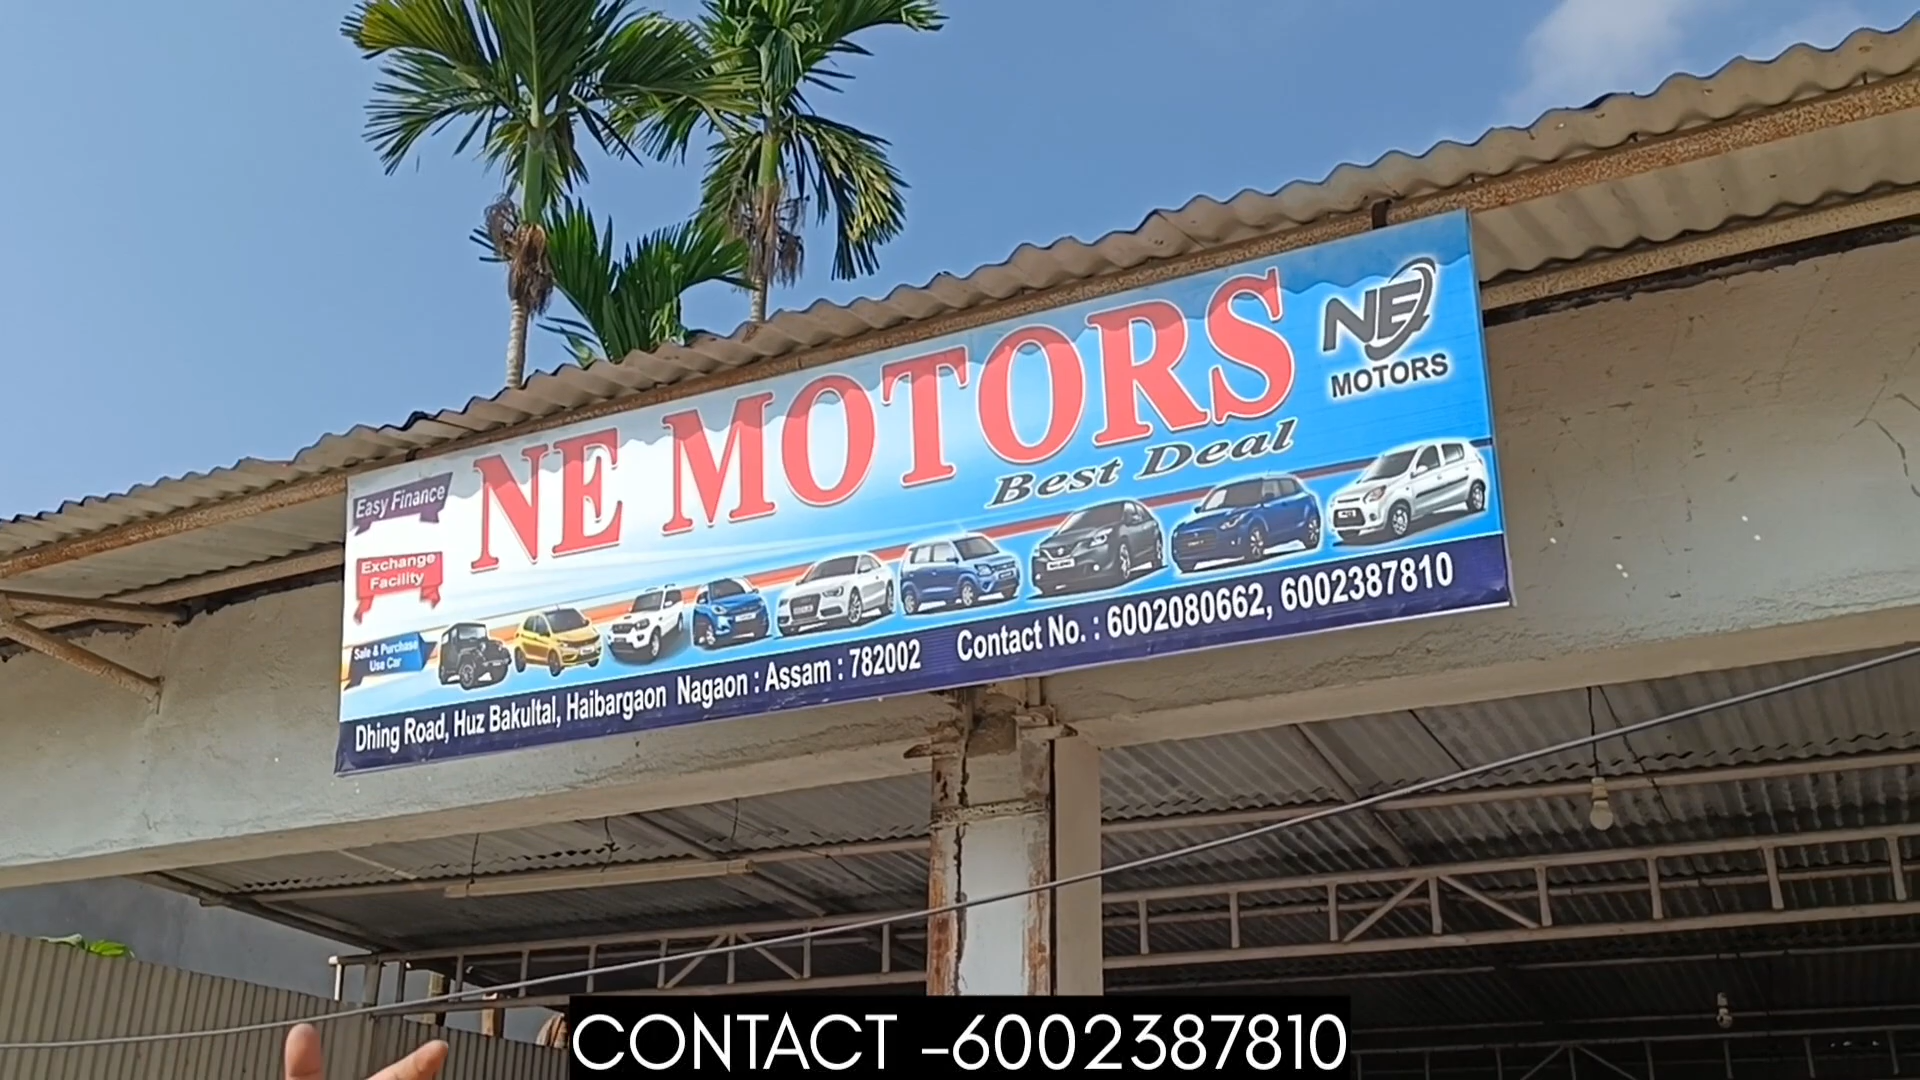 NE MOTORS
Best Deal
NE
MOTORS
Easy Finance
Exchange
Facility
Sale & Purchase
Use Car
Dhing Road, Huz Bakultal, Haibargaon Nagaon : Assam : 782002 Contact No. : 6002080662, 6002387810
CONTACT -6002387810